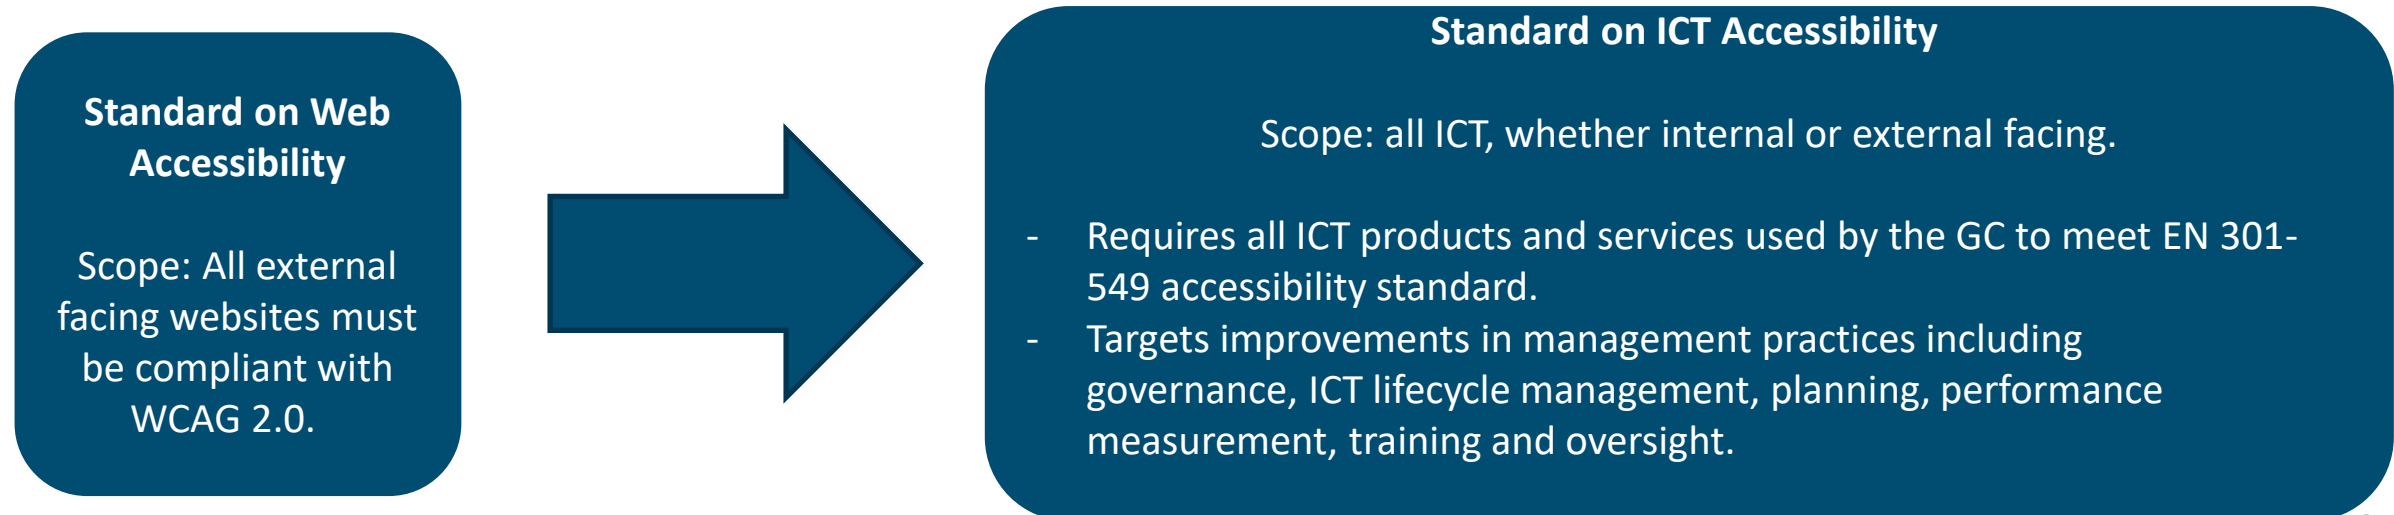 Standard on Web
Accessibility
Scope: All external
facing websites must
be compliant with
WCAG 2.0.
Standard on ICT Accessibility
Scope: all ICT, whether internal or external facing.
- Requires all ICT products and services used by the GC to meet EN 301-
549 accessibility standard.
- Targets improvements in management practices including
governance, ICT lifecycle management, planning, performance
measurement, training and oversight.